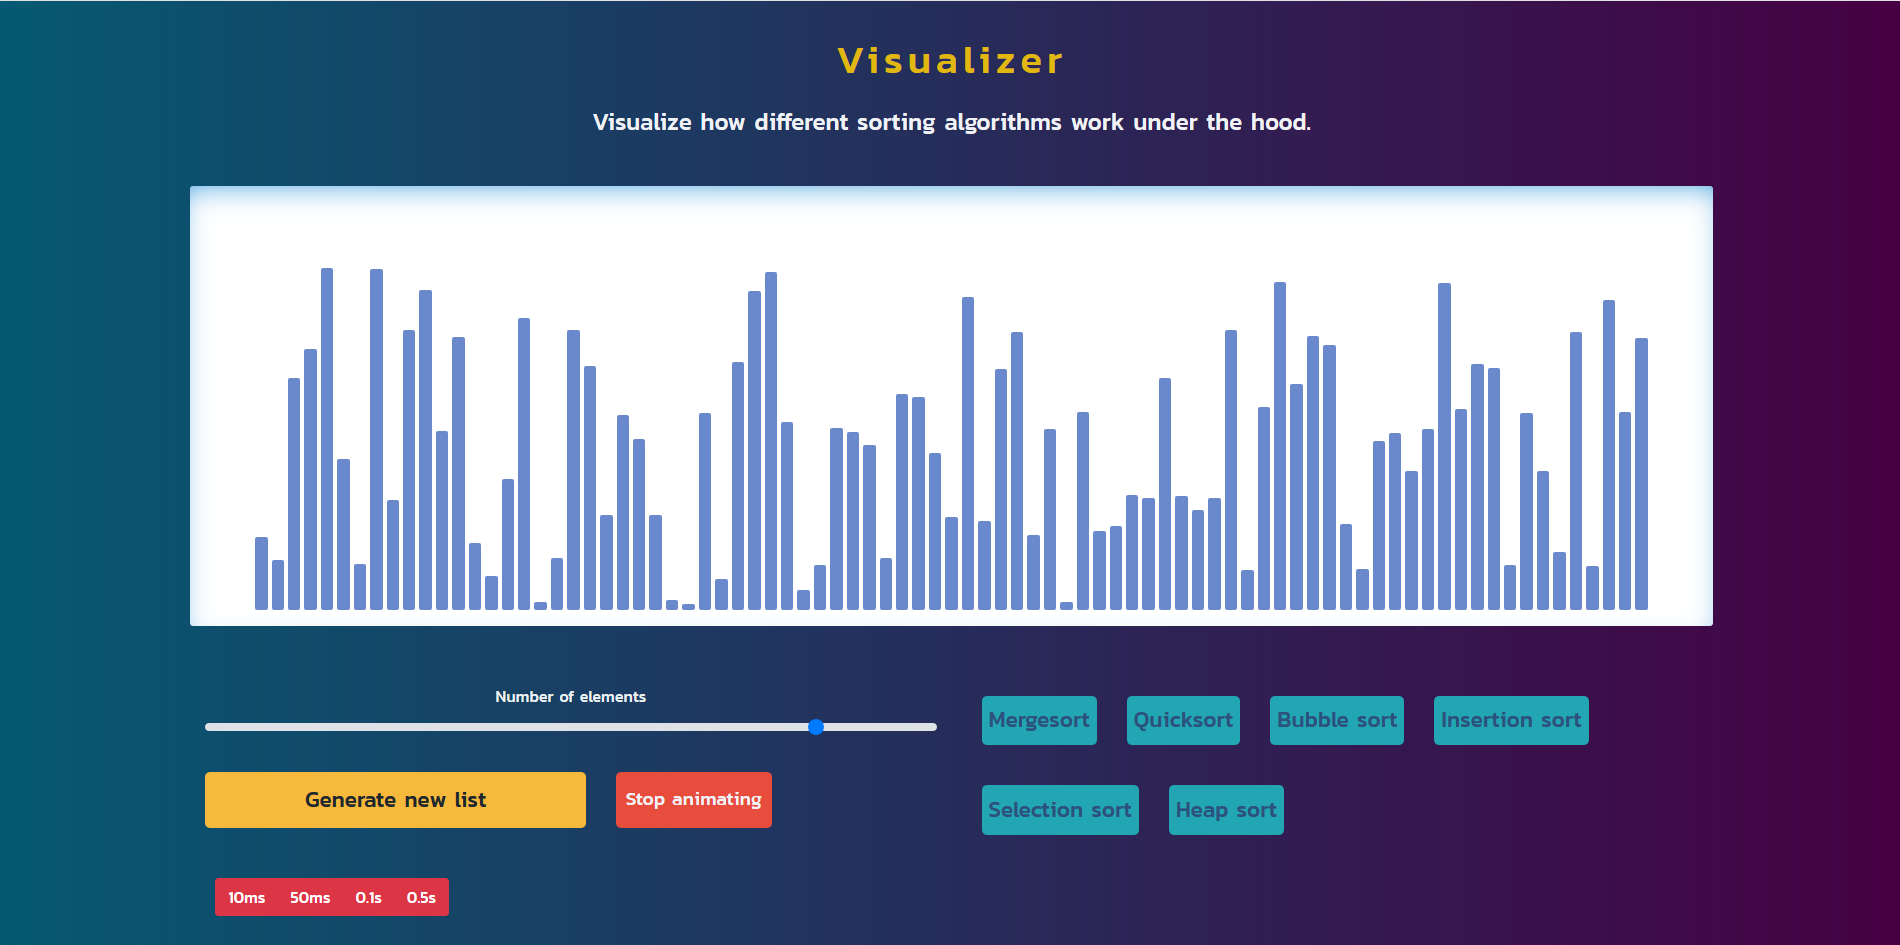 Visualizer
Visualize how different sorting algorithms work under the hood.
Number of elements
Generate new list
Stop animating
10ms 50ms 0.1s 0.5s
Mergesort Quicksort Bubble sort Insertion sort
Selection sort Heap sort